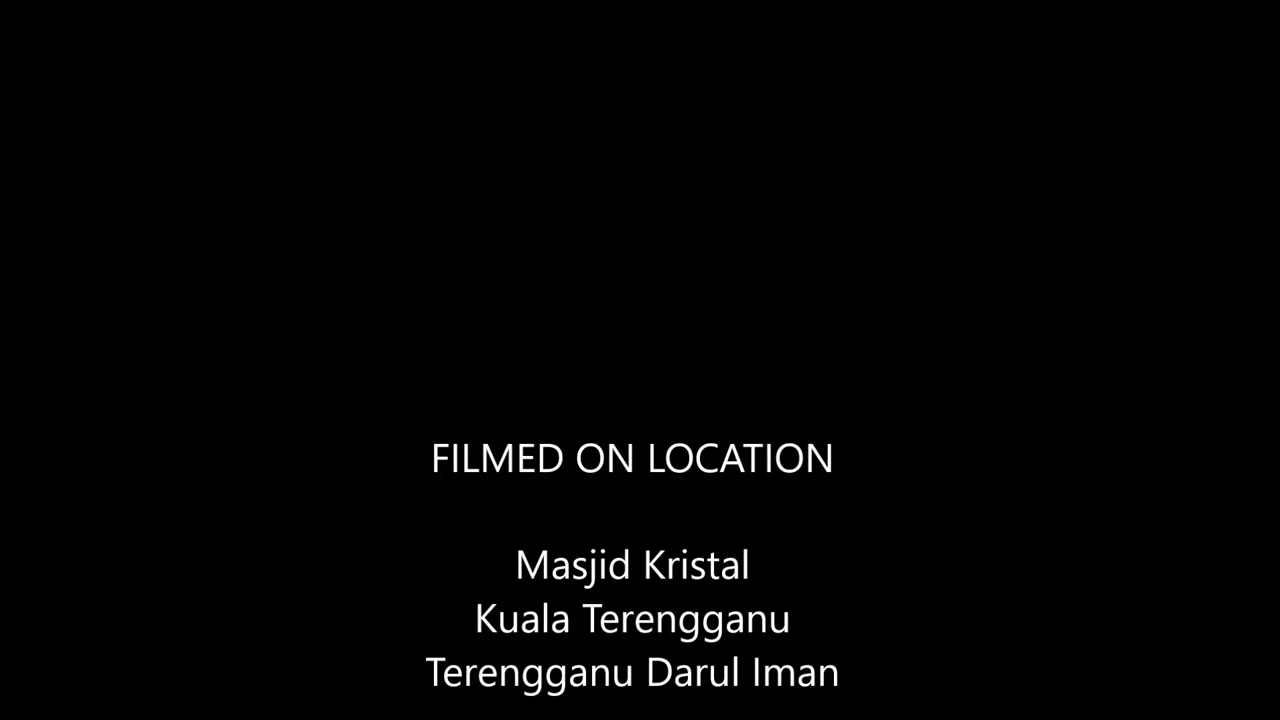 FILMED ON LOCATION
Masjid Kristal
Kuala Terengganu
Terengganu Darul Iman